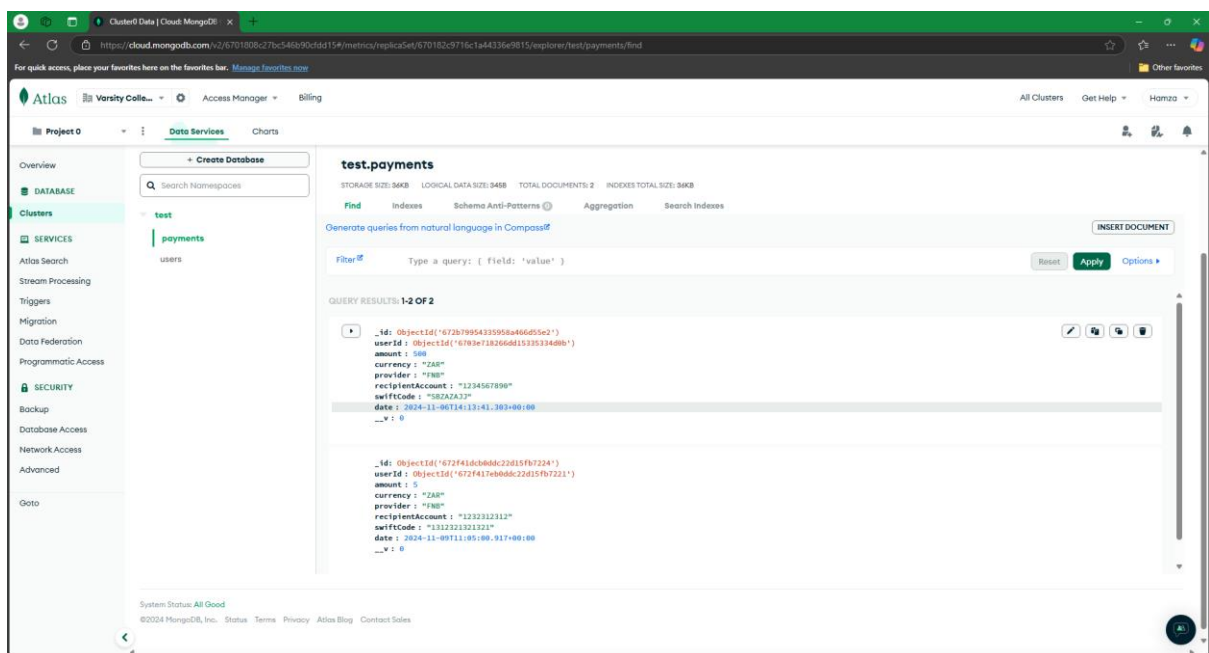 Cluster0 Data | Cloud: MongoDB
https://cloud.mongodb.com/v2/6701808c27bc546b90cfdd15#/metrics/replicaSet/670182c9716c1a44336e9815/explorer/test/payments/find
For quick access, place your favorites here on the favorites bar. Manage favorites now
Other favorites
Atlas
Varsity Colle...
Access Manager
Billing
All Clusters
Get Help
Hamza
Project 0
Data Services
Charts
Overview
DATABASE
Clusters
SERVICES
Atlas Search
Stream Processing
Triggers
Migration
Data Federation
Programmatic Access
SECURITY
Backup
Database Access
Network Access
Advanced
Goto
+ Create Database
Search Namespaces
test
payments
users
test.payments
STORAGE SIZE: 36KB LOGICAL DATA SIZE: 345B TOTAL DOCUMENTS: 2 INDEXES TOTAL SIZE: 36KB
Find Indexes Schema Anti-Patterns 0 Aggregation Search Indexes
Generate queries from natural language in Compass
INSERT DOCUMENT
Filter
Type a query: { field: 'value' }
Reset
Apply
Options
QUERY RESULTS: 1-2 OF 2
_id: ObjectId('672b79954335958a466d55e2')
userId: ObjectId('6703e718266dd15335334d0b')
amount: 500
currency: "ZAR"
provider: "FNB"
recipientAccount: "1234567890"
swiftCode: "SBZAZAJJ"
date: 2024-11-06T14:13:41.303+00:00
__v: 0
_id: ObjectId('672f41dcb0ddc22d15fb7224')
userId: ObjectId('672f417eb0ddc22d15fb7221')
amount: 5
currency: "ZAR"
provider: "FNB"
recipientAccount: "1232312312"
swiftCode: "1312321321321"
date: 2024-11-09T11:05:00.917+00:00
__v: 0
System Status: All Good
©2024 MongoDB, Inc. Status Terms Privacy Atlas Blog Contact Sales